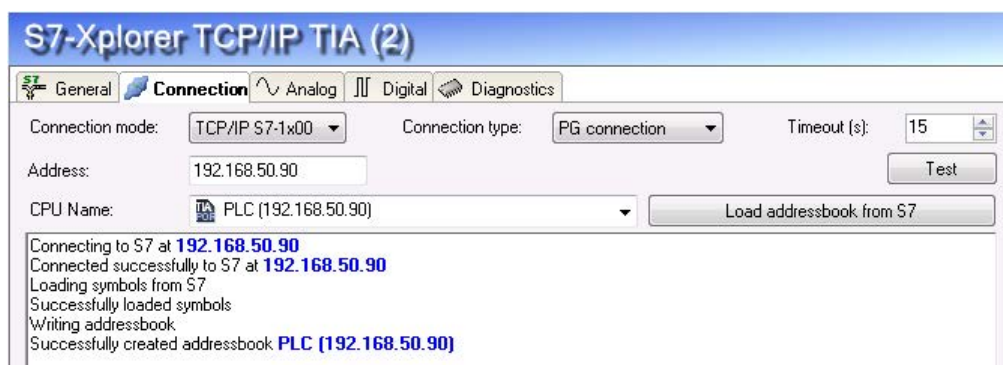 S7-Xplorer TCP/IP TIA (2)
General Connection Analog Digital Diagnostics
Connection mode: TCP/IP S7-1x00 Connection type: PG connection Timeout (s): 15
Address: 192.168.50.90 Test
CPU Name: PLC (192.168.50.90) Load addressbook from S7
Connecting to S7 at 192.168.50.90
Connected successfully to S7 at 192.168.50.90
Loading symbols from S7
Successfully loaded symbols
Writing addressbook
Successfully created addressbook PLC (192.168.50.90)